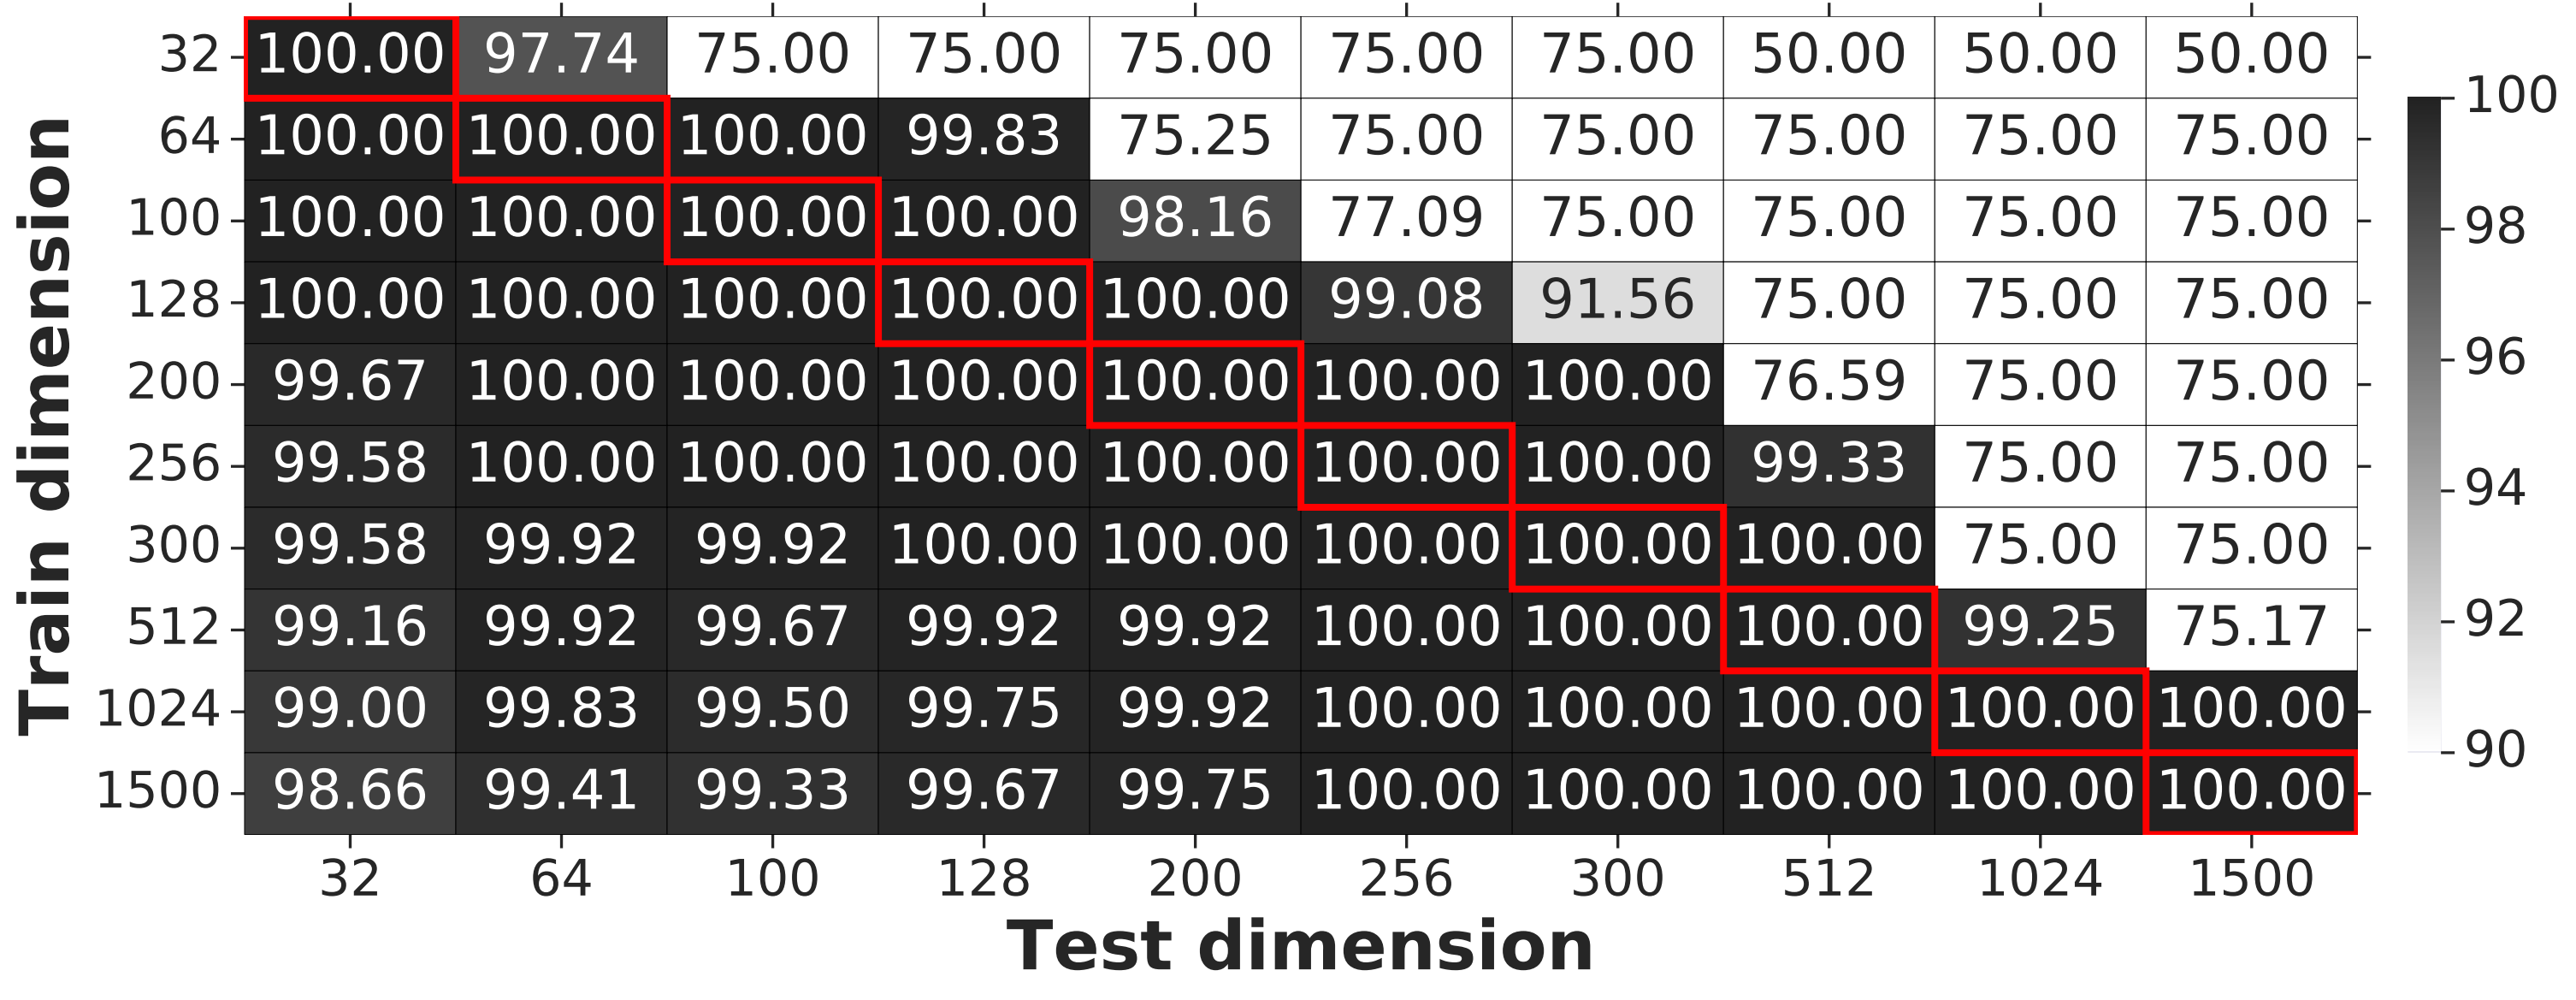 Train dimension
32 100.00 97.74 75.00 75.00 75.00 75.00 75.00 50.00 50.00 50.00
64 100.00 100.00 100.00 99.83 75.25 75.00 75.00 75.00 75.00 75.00
100 100.00 100.00 100.00 100.00 98.16 77.09 75.00 75.00 75.00 75.00
128 100.00 100.00 100.00 100.00 100.00 99.08 91.56 75.00 75.00 75.00
200 99.67 100.00 100.00 100.00 100.00 100.00 100.00 76.59 75.00 75.00
256 99.58 100.00 100.00 100.00 100.00 100.00 100.00 99.33 75.00 75.00
300 99.58 99.92 99.92 100.00 100.00 100.00 100.00 100.00 75.00 75.00
512 99.16 99.92 99.67 99.92 99.92 100.00 100.00 100.00 99.25 75.17
1024 99.00 99.83 99.50 99.75 99.92 100.00 100.00 100.00 100.00 100.00
1500 98.66 99.41 99.33 99.67 99.75 100.00 100.00 100.00 100.00 100.00
32 64 100 128 200 256 300 512 1024 1500
Test dimension
100
98
96
94
92
90